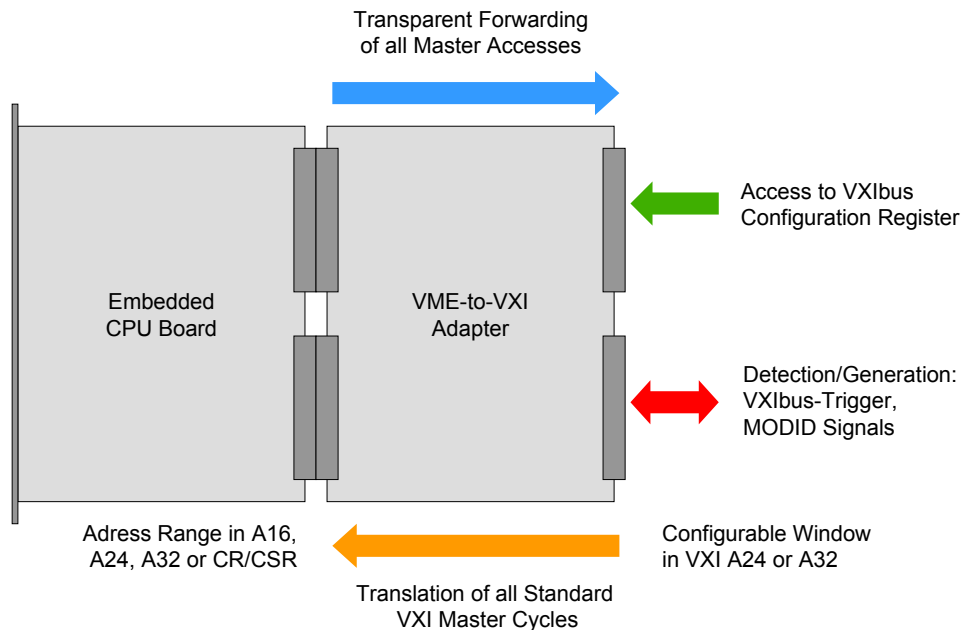 Transparent Forwarding
of all Master Accesses
Access to VXIbus
Configuration Register
Embedded
CPU Board
VME-to-VXI
Adapter
Detection/Generation:
VXIbus-Trigger,
MODID Signals
Adress Range in A16,
A24, A32 or CR/CSR
Configurable Window
in VXI A24 or A32
Translation of all Standard
VXI Master Cycles